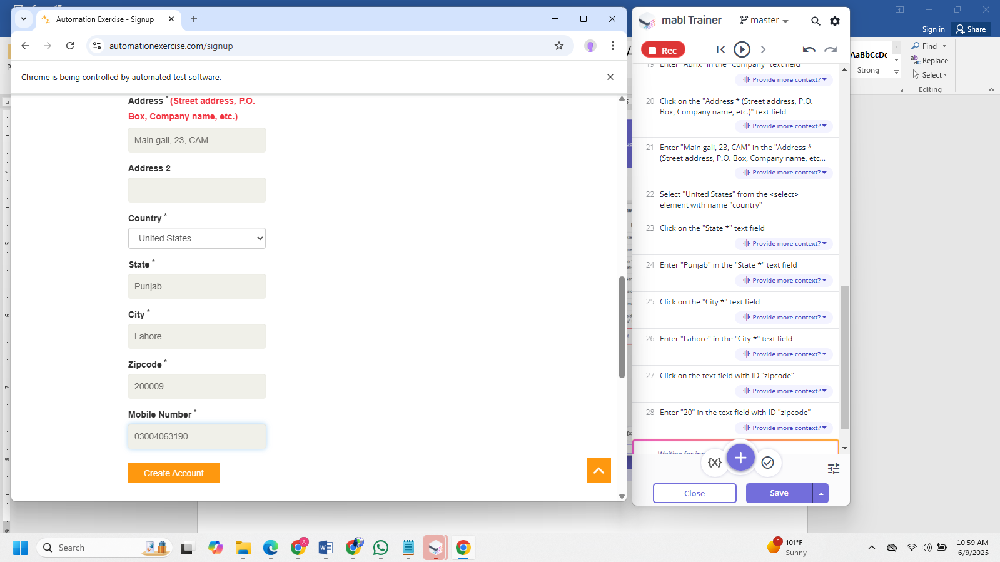 Automation Exercise - Signup
automationexercise.com/signup
Chrome is being controlled by automated test software.
Address * (Street address, P.O.
Box, Company name, etc.)
Main gali, 23, CAM
Address 2
Country *
United States
State *
Punjab
City *
Lahore
Zipcode *
200009
Mobile Number *
03004063190
Create Account
mabl Trainer
master
Rec
19 Enter "Aurix" in the "Company" text field
Provide more context?
20 Click on the "Address * (Street address, P.O.
Box, Company name, etc.)" text field
Provide more context?
21 Enter "Main gali, 23, CAM" in the "Address *
(Street address, P.O. Box, Company name, etc...
Provide more context?
22 Select "United States" from the <select>
element with name "country"
23 Click on the "State *" text field
Provide more context?
24 Enter "Punjab" in the "State *" text field
Provide more context?
25 Click on the "City *" text field
Provide more context?
26 Enter "Lahore" in the "City *" text field
Provide more context?
27 Click on the text field with ID "zipcode"
Provide more context?
28 Enter "20" in the text field with ID "zipcode"
Provide more context?
Waiting for
{x}
Close
Save
Sign in
Share
AaBbCcDc
Strong
Find
Replace
Select
Editing
Search
101°F
Sunny
10:59 AM
6/9/2025